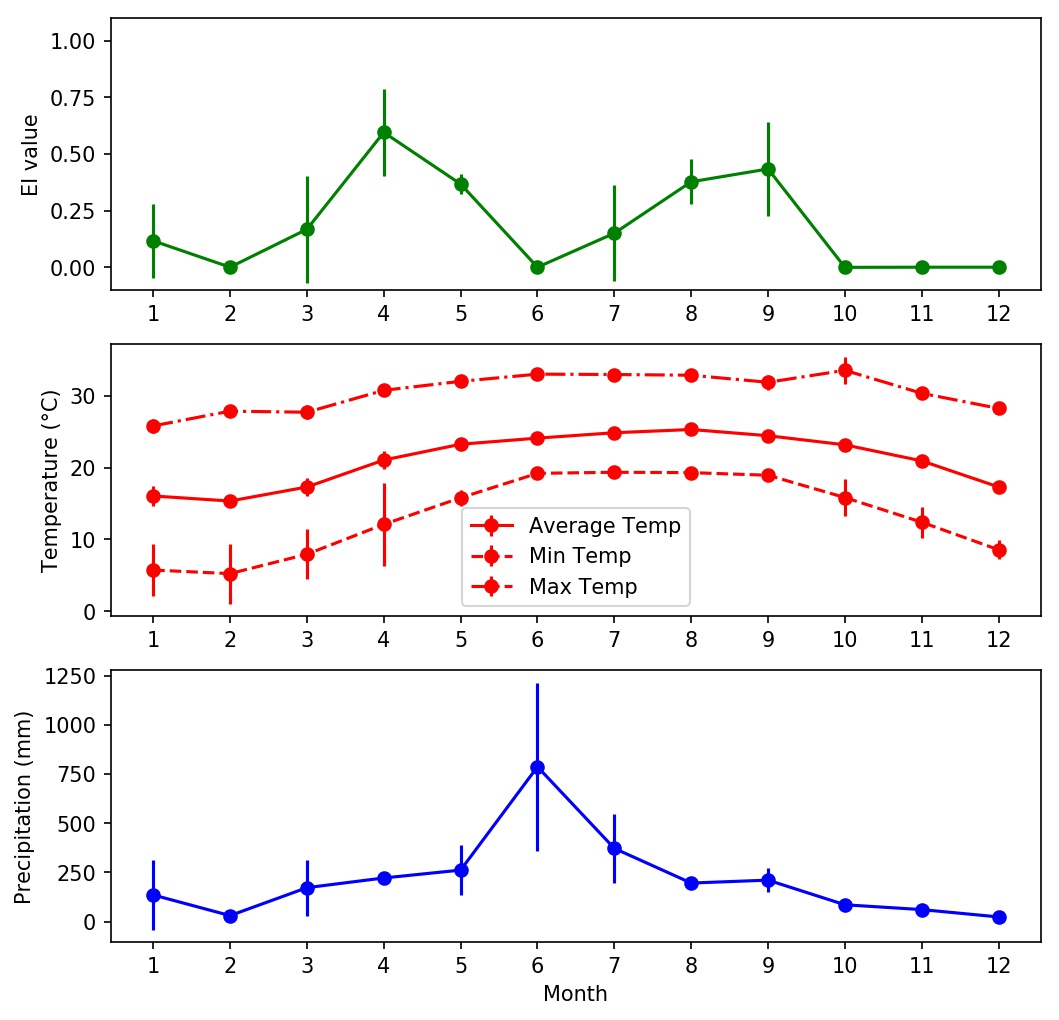 EI value
1.00
0.75
0.50
0.25
0.00
1 2 3 4 5 6 7 8 9 10 11 12
Temperature (°C)
30
20
10
0
Average Temp
Min Temp
Max Temp
1 2 3 4 5 6 7 8 9 10 11 12
Precipitation (mm)
1250
1000
750
500
250
0
1 2 3 4 5 6 7 8 9 10 11 12
Month